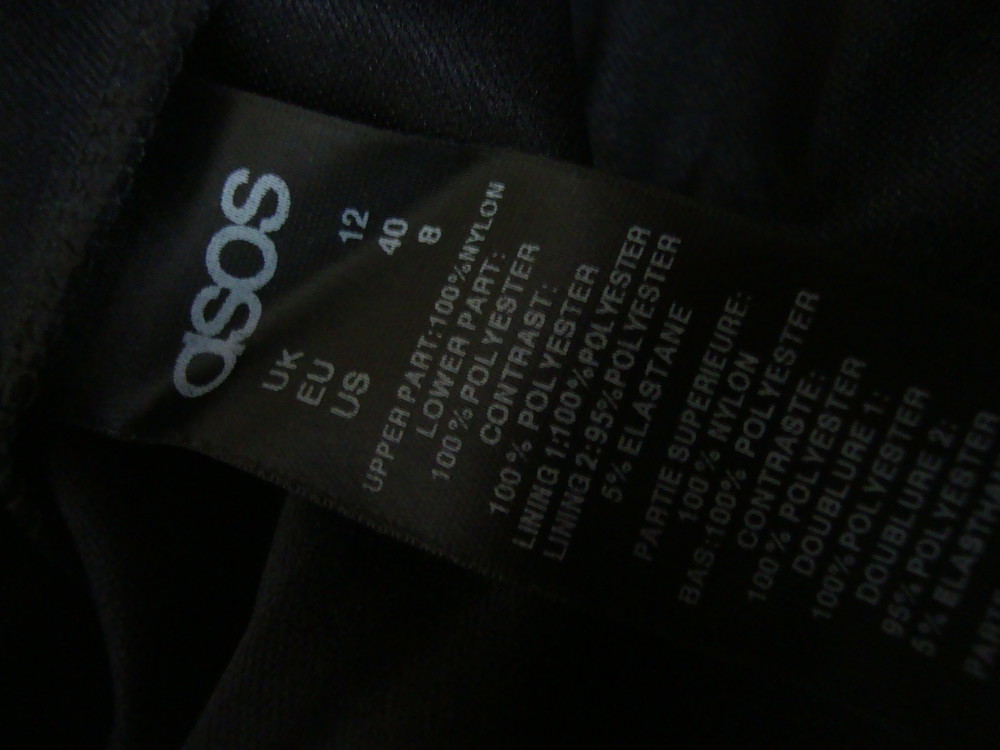 asos
UK 12
EU 40
US 8
UPPER PART:100%NYLON
LOWER PART:
100%POLYESTER
CONTRAST:
100% POLYESTER
LINING 1:100%POLYESTER
LINING 2:95%POLYESTER
5% ELASTANE
PARTIE SUPERIEURE:
100% NYLON
BAS:100% POLYESTER
CONTRASTE:
100% POLYESTER
DOUBLURE 1:
100%POLYESTER
DOUBLURE 2:
95% POLYESTER